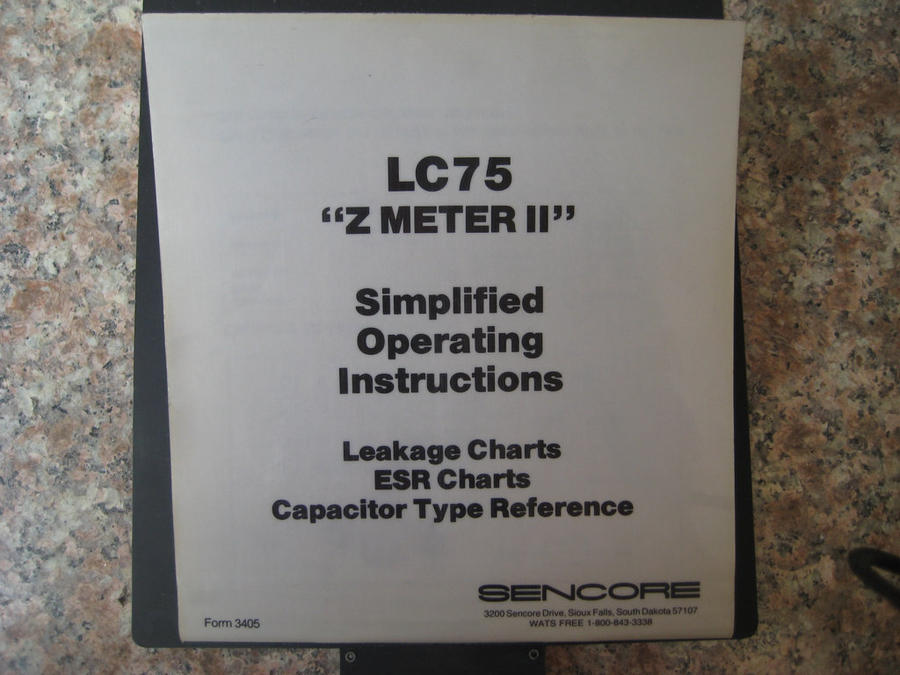 LC75
“Z METER II”
Simplified
Operating
Instructions
Leakage Charts
ESR Charts
Capacitor Type Reference
SENCORE
3200 Sencore Drive, Sioux Falls, South Dakota 57107
WATS FREE 1-800-843-3338
Form 3405